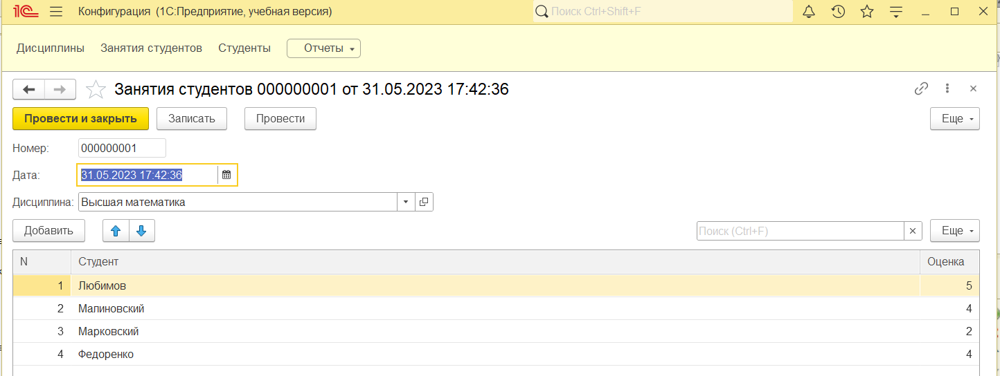 1С Конфигурация (1С:Предприятие, учебная версия) Поиск Ctrl+Shift+F
Дисциплины Занятия студентов Студенты Отчеты
Занятия студентов 000000001 от 31.05.2023 17:42:36
Провести и закрыть Записать Провести Еще
Номер: 000000001
Дата: 31.05.2023 17:42:36
Дисциплина: Высшая математика
Добавить Поиск (Ctrl+F) Еще
N Студент Оценка
1 Любимов 5
2 Малиновский 4
3 Марковский 2
4 Федоренко 4